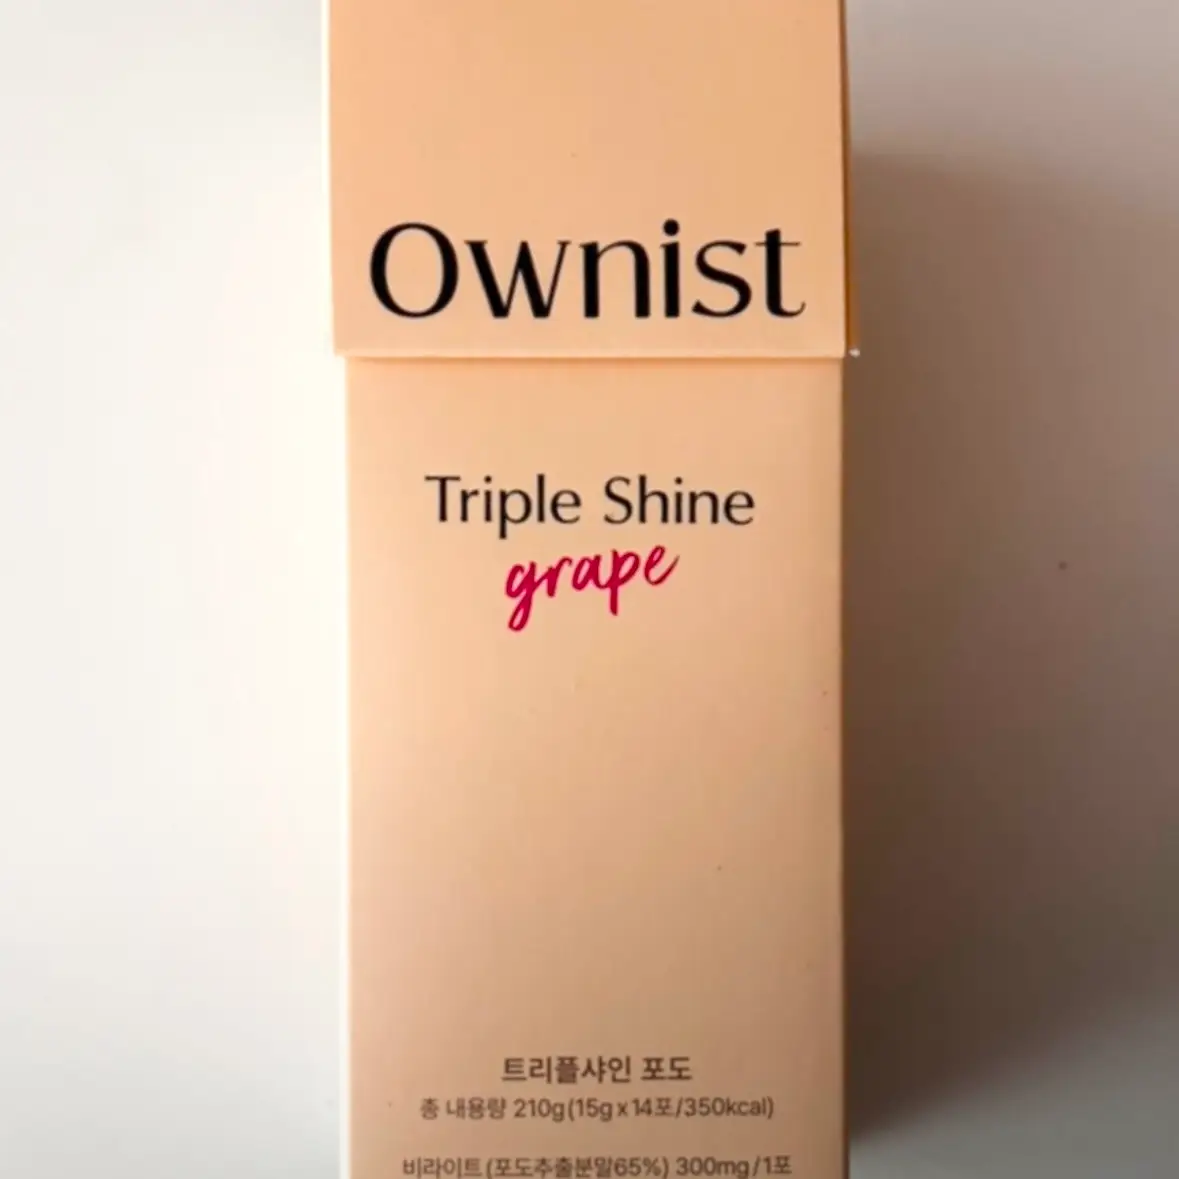 Ownist
Triple Shine
grape
트리플샤인 포도
총 내용량 210g(15g x 14포/350kcal)
비라이트(포도추출분말65%) 300mg/1포